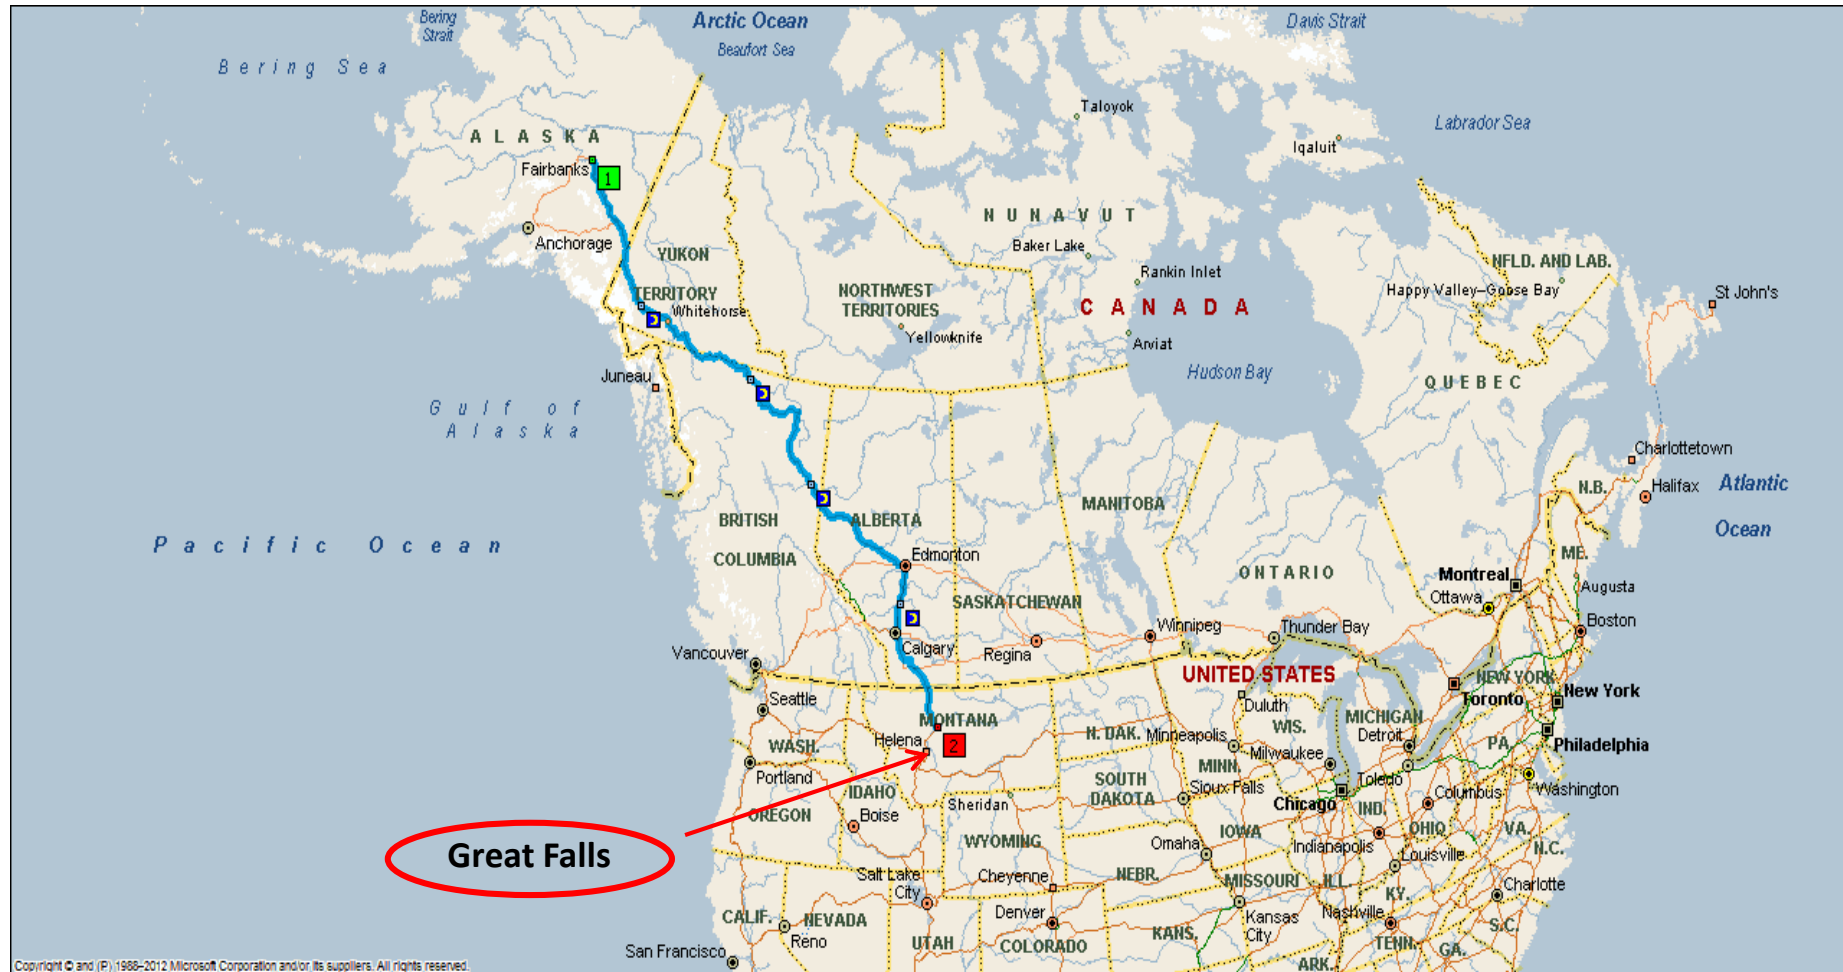 Bering
Strait
Arctic Ocean
Beaufort Sea
Davis Strait
Bering Sea
Taloyok
Labrador Sea
ALASKA
Iqaluit
Fairbanks
1
NUNAVUT
Anchorage
YUKON
Baker Lake
NFLD. AND LAB.
Rankin Inlet
TERRITORY
NORTHWEST
TERRITORIES
Happy Valley–Goose Bay
St John's
Whitehorse
CANADA
Yellowknife
Arviat
Juneau
Hudson Bay
QUEBEC
Gulf of
Alaska
Charlottetown
N.B.
Halifax
Atlantic
Ocean
MANITOBA
BRITISH
COLUMBIA
ALBERTA
Pacific Ocean
Edmonton
ME.
ONTARIO
Montreal
Augusta
Ottawa
SASKATCHEWAN
Boston
Winnipeg
Thunder Bay
Vancouver
Calgary
Regina
UNITED STATES
NEW YORK
New York
Seattle
Toronto
Duluth
MONTANA
WIS.
MICHIGAN
Helena
2
N. DAK.
Minneapolis
Detroit
WASH.
Milwaukee
PA.
Philadelphia
Portland
MINN.
SOUTH
DAKOTA
Toledo
IDAHO
Sheridan
Sioux Falls
Chicago
Columbus
Washington
OREGON
Boise
IND.
IOWA
OHIO
VA.
WYOMING
Omaha
Indianapolis
N.C.
Great Falls
Louisville
Salt Lake
City
Cheyenne
NEBR.
MISSOURI
ILL.
KY.
Charlotte
CALIF.
NEVADA
Denver
Kansas
City
Nashville
S.C.
Reno
UTAH
COLORADO
KANS.
TENN.
GA.
San Francisco
ARK.
Copyright © and (P) 1988–2012 Microsoft Corporation and/or its suppliers. All rights reserved.